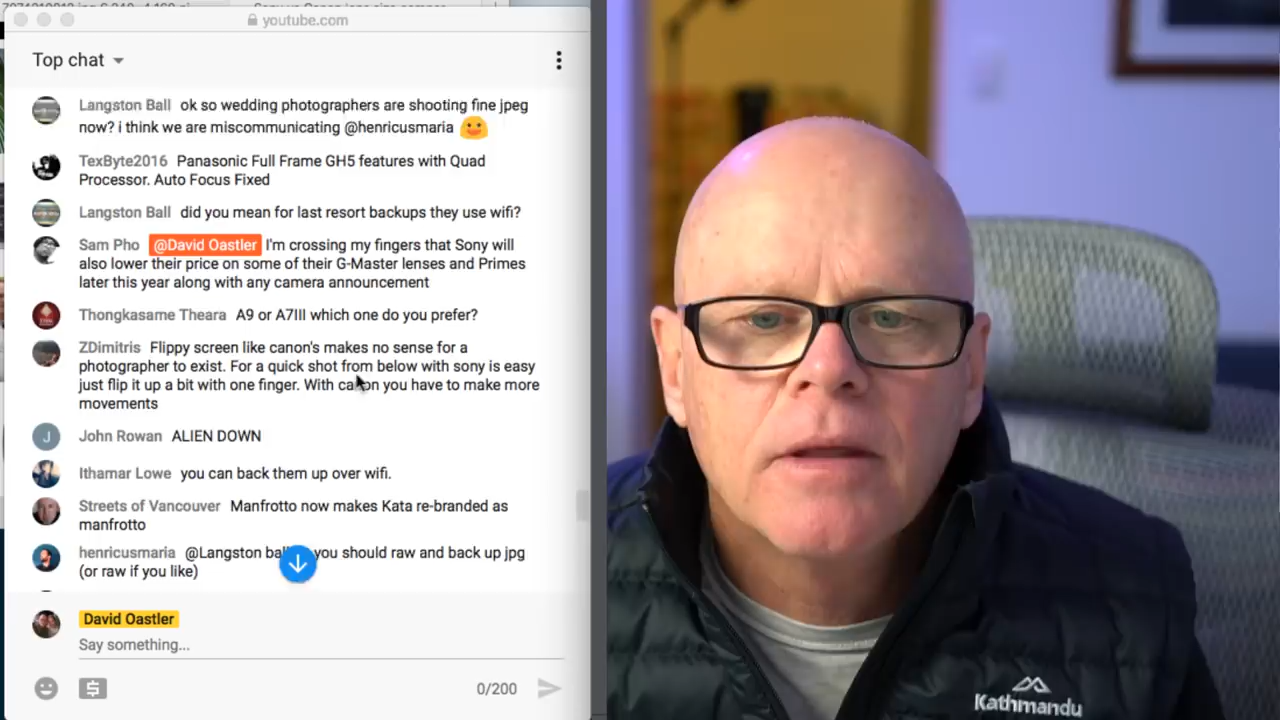 youtube.com
Top chat
Langston Ball ok so wedding photographers are shooting fine jpeg
now? i think we are miscommunicating @henricusmaria
TexByte2016 Panasonic Full Frame GH5 features with Quad
Processor. Auto Focus Fixed
Langston Ball did you mean for last resort backups they use wifi?
Sam Pho @David Oastler I'm crossing my fingers that Sony will
also lower their price on some of their G-Master lenses and Primes
later this year along with any camera announcement
Thongkasame Theara A9 or A7III which one do you prefer?
ZDimitris Flippy screen like canon's makes no sense for a
photographer to exist. For a quick shot from below with sony is easy
just flip it up a bit with one finger. With canon you have to make more
movements
J John Rowan ALIEN DOWN
Ithamar Lowe you can back them up over wifi.
Streets of Vancouver Manfrotto now makes Kata re-branded as
manfrotto
henricusmaria @Langston you should raw and back up jpg
(or raw if you like)
David Oastler
Say something...
0/200
Kathmandu